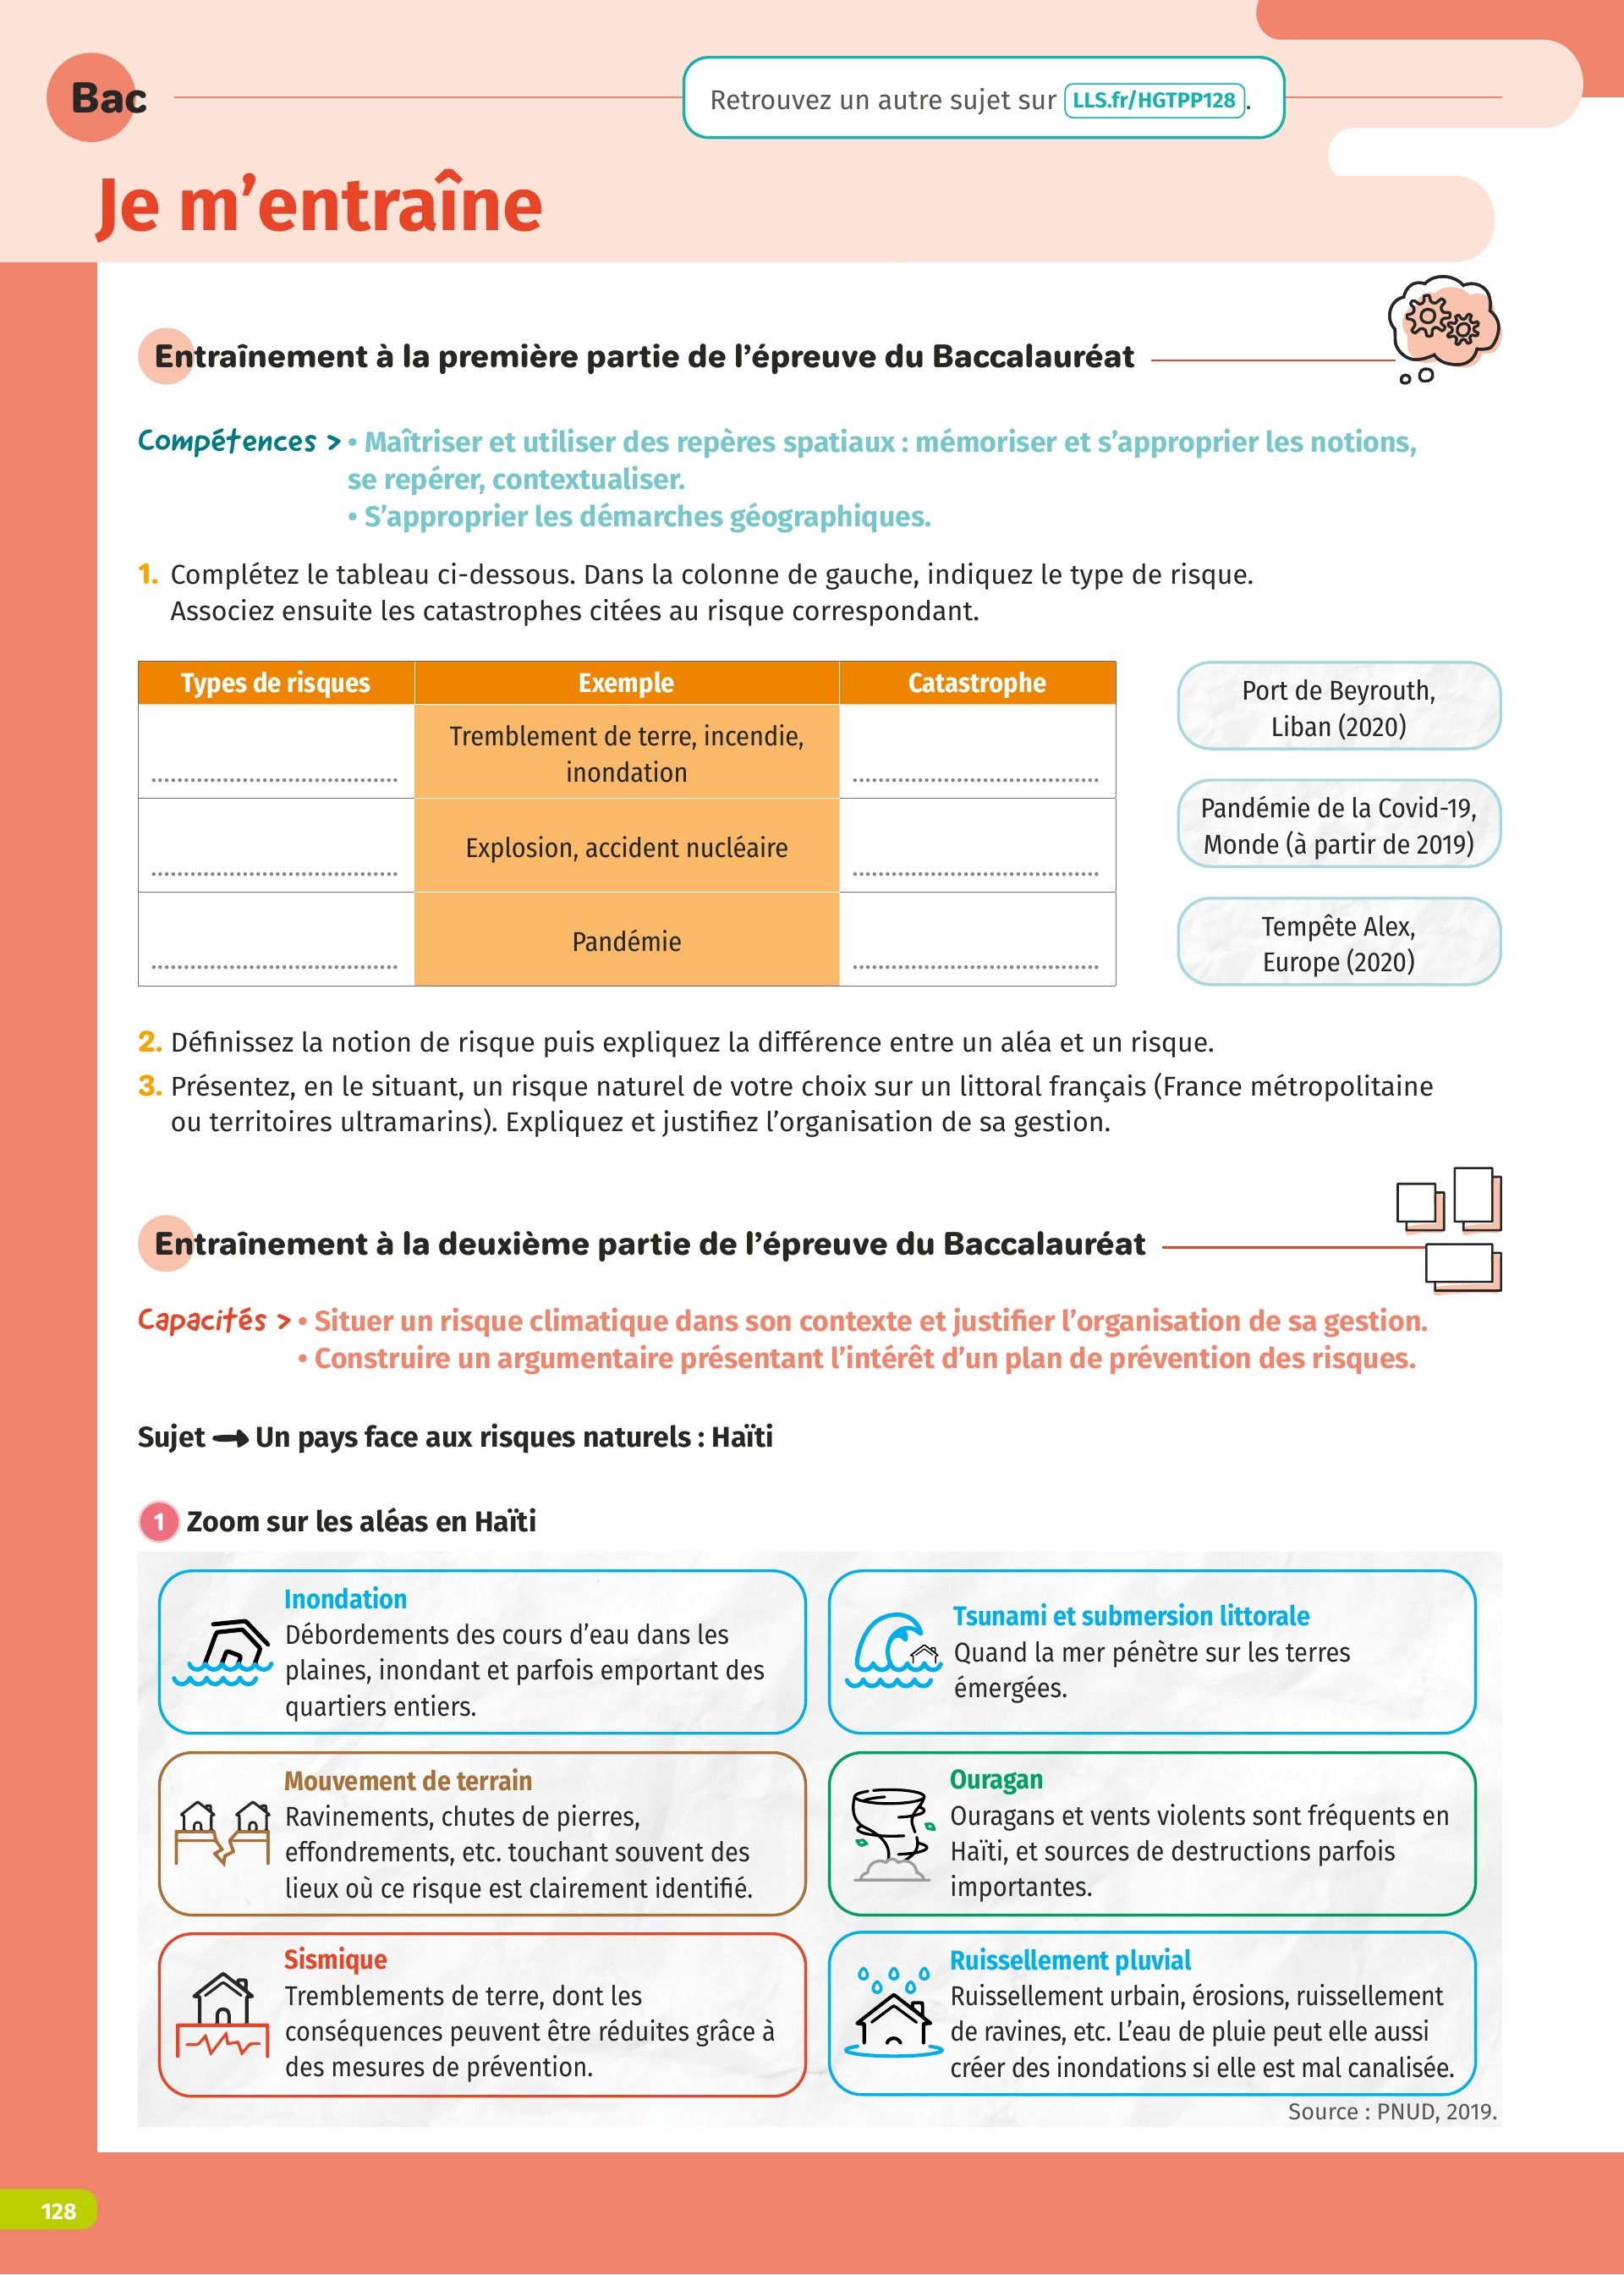 Bac
Retrouvez un autre sujet sur LLS.fr/HGTPP128.
Je m'entraîne
Entraînement à la première partie de l'épreuve du Baccalauréat
Compétences > • Maîtriser et utiliser des repères spatiaux : mémoriser et s'approprier les notions,
se repérer, contextualiser.
• S'approprier les démarches géographiques.
1. Complétez le tableau ci-dessous. Dans la colonne de gauche, indiquez le type de risque.
Associez ensuite les catastrophes citées au risque correspondant.
Types de risques Exemple Catastrophe
Tremblement de terre, incendie,
inondation
Explosion, accident nucléaire
Pandémie
Port de Beyrouth,
Liban (2020)
Pandémie de la Covid-19,
Monde (à partir de 2019)
Tempête Alex,
Europe (2020)
2. Définissez la notion de risque puis expliquez la différence entre un aléa et un risque.
3. Présentez, en le situant, un risque naturel de votre choix sur un littoral français (France métropolitaine
ou territoires ultramarins). Expliquez et justifiez l'organisation de sa gestion.
Entraînement à la deuxième partie de l'épreuve du Baccalauréat
Capacités > • Situer un risque climatique dans son contexte et justifier l'organisation de sa gestion.
• Construire un argumentaire présentant l'intérêt d'un plan de prévention des risques.
Sujet → Un pays face aux risques naturels : Haïti
1 Zoom sur les aléas en Haïti
Inondation
Débordements des cours d'eau dans les
plaines, inondant et parfois emportant des
quartiers entiers.
Tsunami et submersion littorale
Quand la mer pénètre sur les terres
émergées.
Mouvement de terrain
Ravinements, chutes de pierres,
effondrements, etc. touchant souvent des
lieux où ce risque est clairement identifié.
Ouragan
Ouragans et vents violents sont fréquents en
Haïti, et sources de destructions parfois
importantes.
Sismique
Tremblements de terre, dont les
conséquences peuvent être réduites grâce à
des mesures de prévention.
Ruissellement pluvial
Ruissellement urbain, érosions, ruissellement
de ravines, etc. L'eau de pluie peut elle aussi
créer des inondations si elle est mal canalisée.
Source : PNUD, 2019.
128